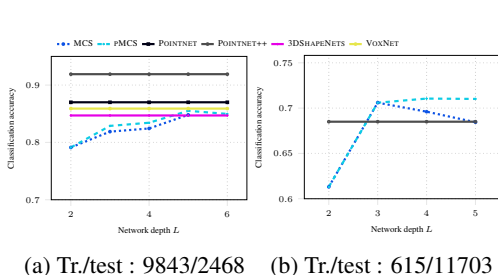 MCS PMCS POINTNET POINTNET++ 3DSHAPENETS VOXNET
Classification accuracy
0.9
0.8
0.7
2 4 6
Network depth L
Classification accuracy
0.75
0.7
0.65
0.6
2 3 4 5
Network depth L
(a) Tr./test : 9843/2468 (b) Tr./test : 615/11703